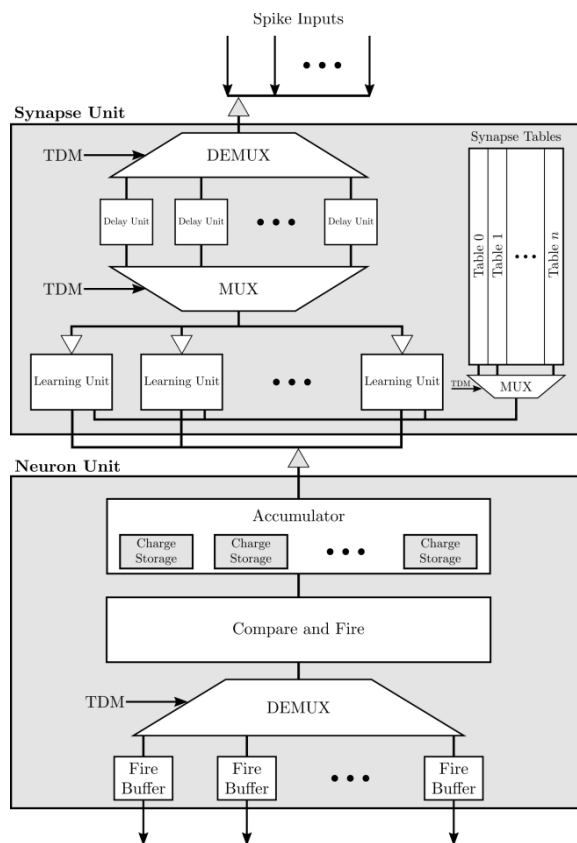 Spike Inputs
Synapse Unit
TDM
DEMUX
Synapse Tables
Delay Unit
Delay Unit
Delay Unit
Table 0
Table 1
Table n
TDM
MUX
Learning Unit
Learning Unit
Learning Unit
TDM
MUX
Neuron Unit
Accumulator
Charge
Storage
Charge
Storage
Charge
Storage
Compare and Fire
TDM
DEMUX
Fire
Buffer
Fire
Buffer
Fire
Buffer